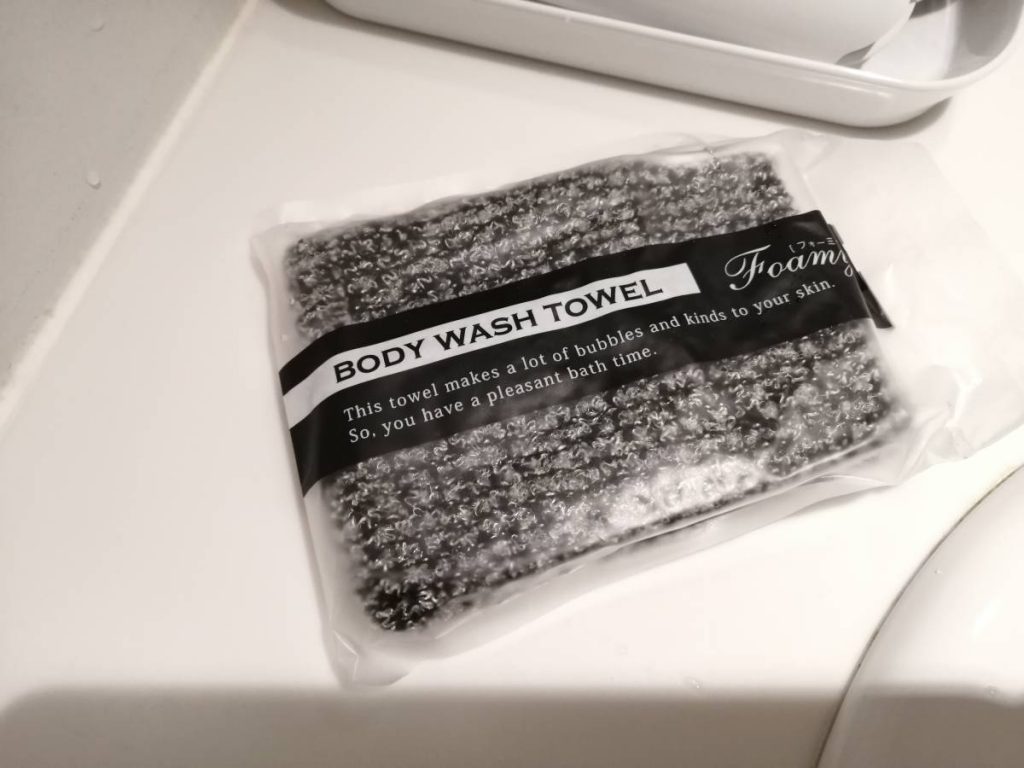 BODY WASH TOWEL
Foamy
This towel makes a lot of bubbles and kinds to your skin.
So, you have a pleasant bath time.